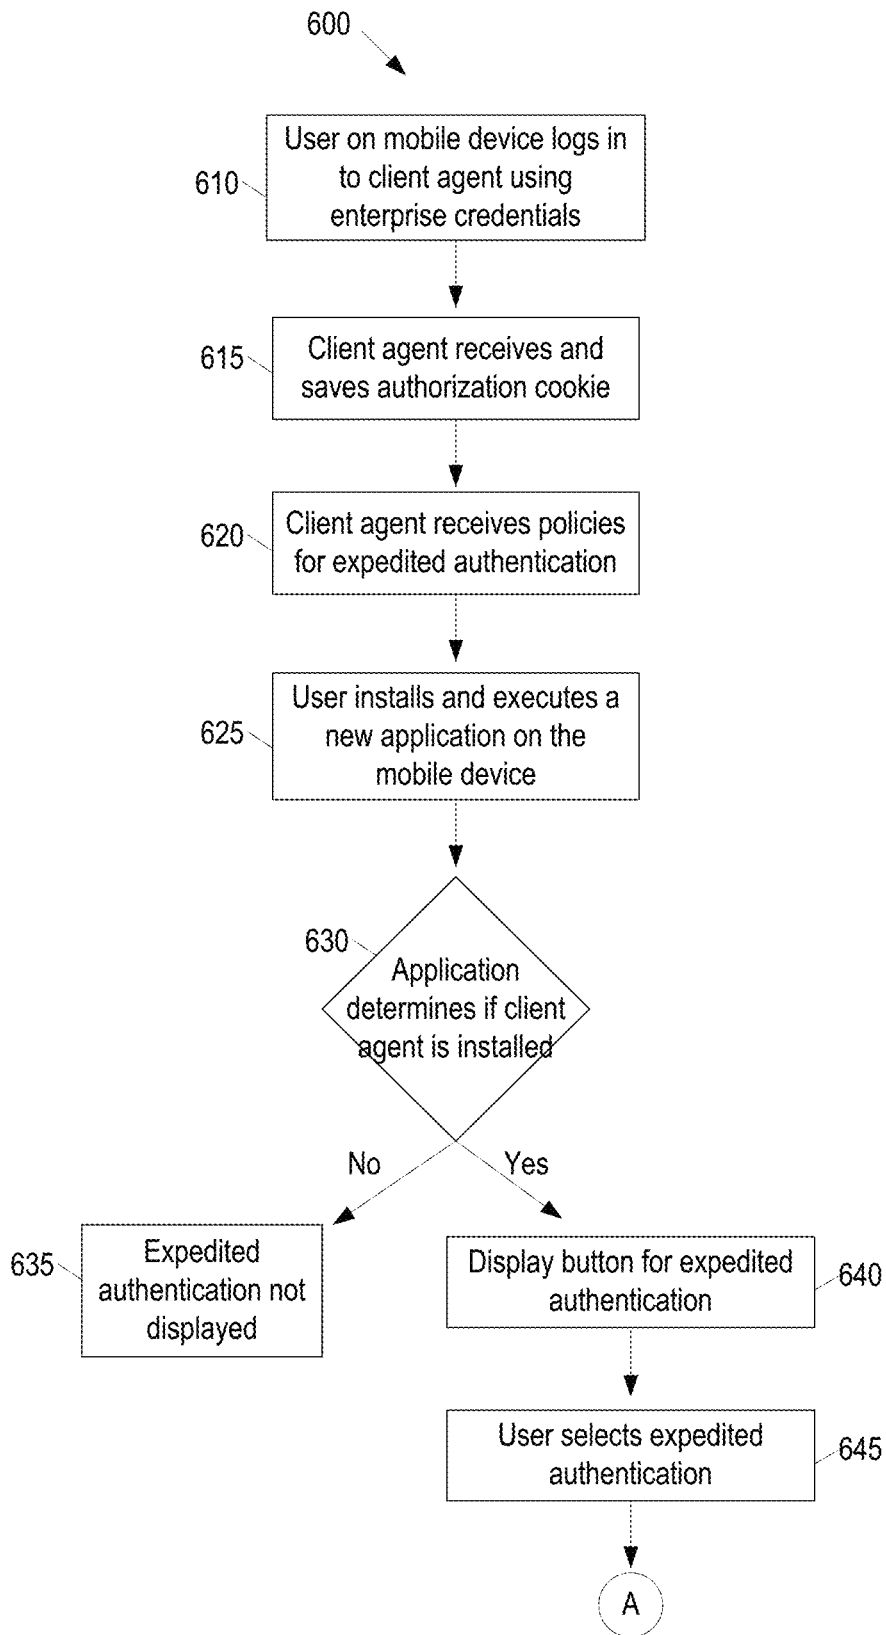 600
610
User on mobile device logs in
to client agent using
enterprise credentials
615
Client agent receives and
saves authorization cookie
620
Client agent receives policies
for expedited authentication
625
User installs and executes a
new application on the
mobile device
630
Application
determines if client
agent is installed
No
Yes
635
Expedited
authentication not
displayed
Display button for expedited
authentication
640
User selects expedited
authentication
645
A